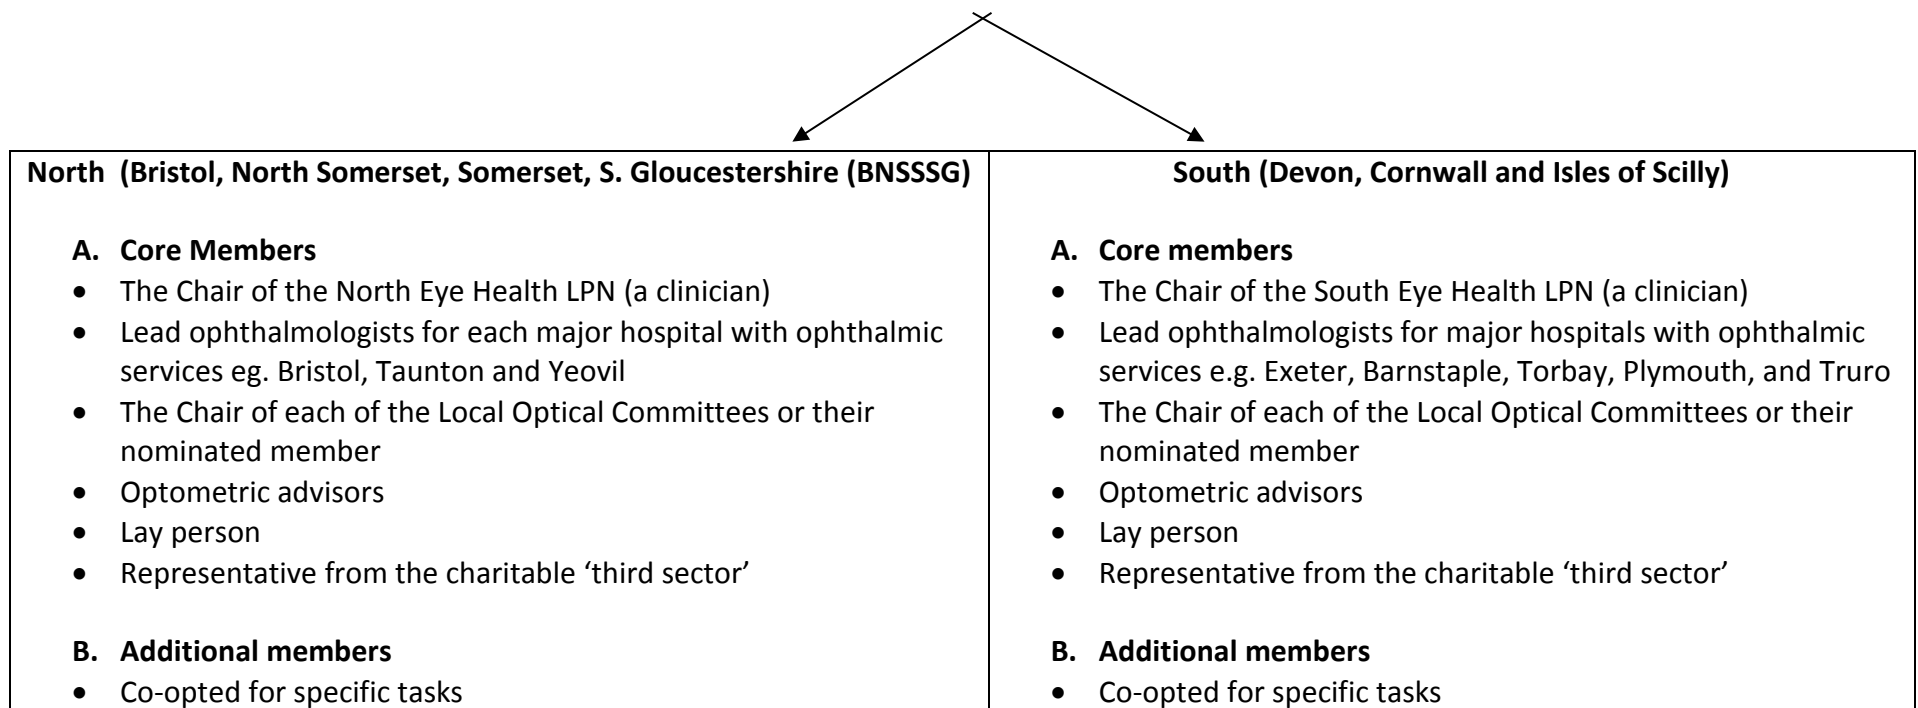 North  (Bristol, North Somerset, Somerset, S. Gloucestershire (BNSSSG)
A. Core Members
• The Chair of the North Eye Health LPN (a clinician)
• Lead ophthalmologists for each major hospital with ophthalmic
services eg. Bristol, Taunton and Yeovil
• The Chair of each of the Local Optical Committees or their
nominated member
• Optometric advisors
• Lay person
• Representative from the charitable ‘third sector’
B. Additional members
• Co-opted for specific tasks
South (Devon, Cornwall and Isles of Scilly)
A. Core members
• The Chair of the South Eye Health LPN (a clinician)
• Lead ophthalmologists for major hospitals with ophthalmic
services e.g. Exeter, Barnstaple, Torbay, Plymouth, and Truro
• The Chair of each of the Local Optical Committees or their
nominated member
• Optometric advisors
• Lay person
• Representative from the charitable ‘third sector’
B. Additional members
• Co-opted for specific tasks